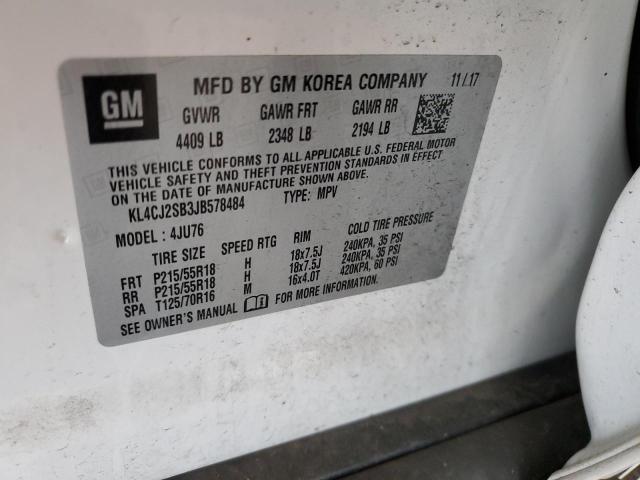 GM
MFD BY GM KOREA COMPANY 11/17
GVWR GAWR FRT GAWR RR
4409 LB 2348 LB 2194 LB
THIS VEHICLE CONFORMS TO ALL APPLICABLE U.S. FEDERAL MOTOR
VEHICLE SAFETY AND THEFT PREVENTION STANDARDS IN EFFECT
ON THE DATE OF MANUFACTURE SHOWN ABOVE.
KL4CJ2SB3JB578484 TYPE: MPV
MODEL : 4JU76
TIRE SIZE SPEED RTG RIM COLD TIRE PRESSURE
FRT P215/55R18 H 18x7.5J 240KPA, 35 PSI
RR P215/55R18 H 18x7.5J 240KPA, 35 PSI
SPA T125/70R16 M 16x4.0T 420KPA, 60 PSI
SEE OWNER'S MANUAL FOR MORE INFORMATION.